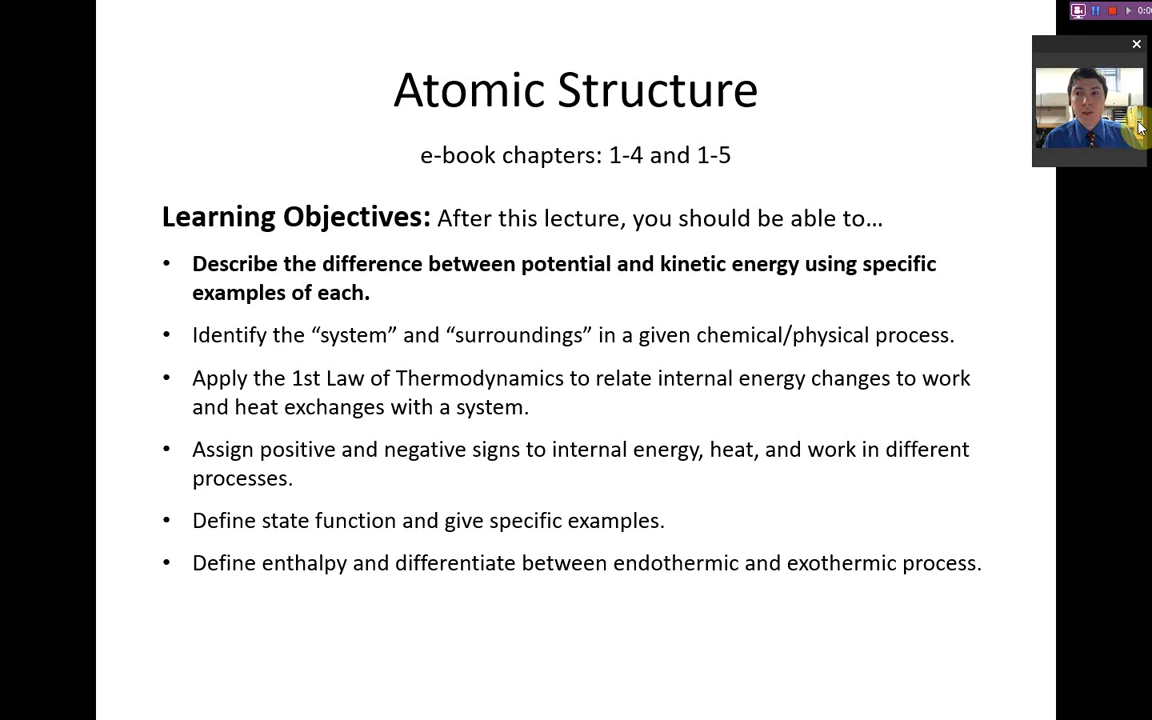 Atomic Structure
e-book chapters: 1-4 and 1-5
Learning Objectives: After this lecture, you should be able to…
• Describe the difference between potential and kinetic energy using specific
examples of each.
• Identify the “system” and “surroundings” in a given chemical/physical process.
• Apply the 1st Law of Thermodynamics to relate internal energy changes to work
and heat exchanges with a system.
• Assign positive and negative signs to internal energy, heat, and work in different
processes.
• Define state function and give specific examples.
• Define enthalpy and differentiate between endothermic and exothermic process.